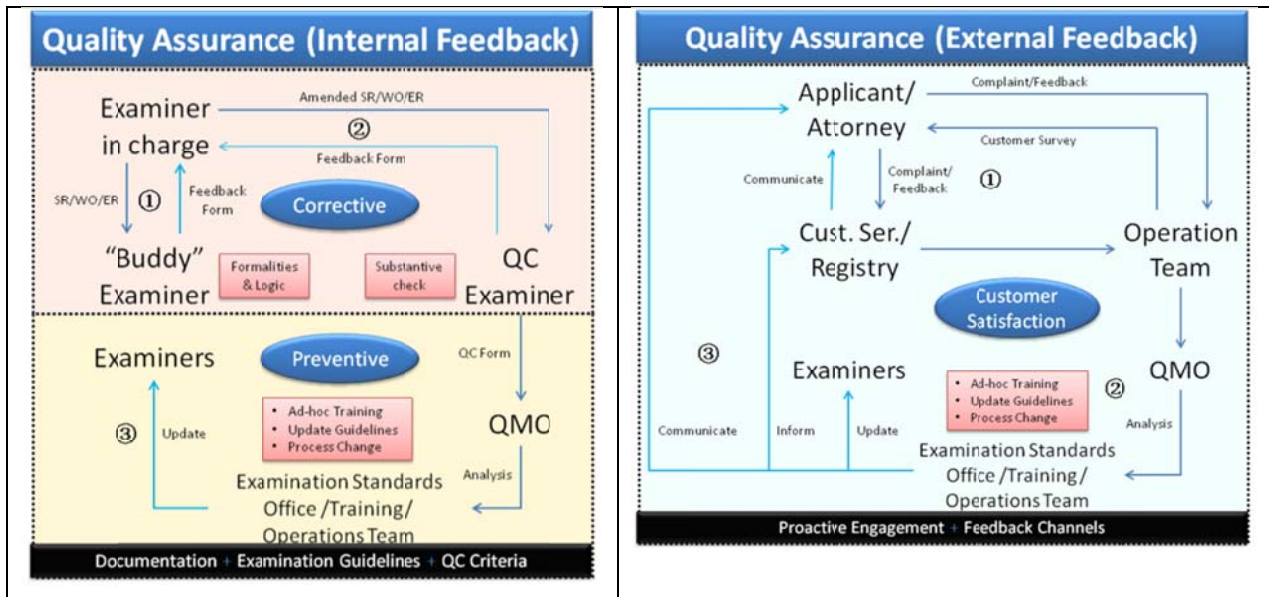 Quality Assurance (Internal Feedback)
Examiner
in charge
Amended SR/WO/ER
②
Feedback Form
SR/WO/ER
①
Feedback
Form
Corrective
"Buddy"
Examiner
Formalities
& Logic
Substantive
check
QC
Examiner
Examiners
Preventive
QC Form
• Ad-hoc Training
• Update Guidelines
• Process Change
QMO
③
Update
Analysis
Examination Standards
Office /Training/
Operations Team
Documentation + Examination Guidelines + QC Criteria
Quality Assurance (External Feedback)
Applicant/
Attorney
Complaint/Feedback
Customer Survey
Communicate
Complaint/
Feedback
①
Cust. Ser./
Registry
Operation
Team
Customer
Satisfaction
③
Examiners
• Ad-hoc Training
• Update Guidelines
• Process Change
②
QMO
Communicate
Inform
Update
Analysis
Examination Standards
Office /Training/
Operations Team
Proactive Engagement + Feedback Channels